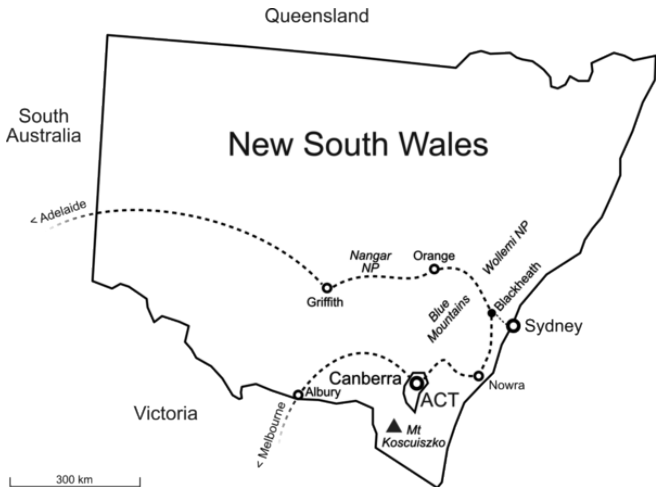 Queensland
South
Australia
New South Wales
< Adelaide
Nangar
NP
Orange
Wollemi NP
Griffith
Blue
Mountains
Blackheath
Sydney
Canberra
Nowra
Albury
ACT
Victoria
< Melbourne
Mt
Koscuiszko
300 km